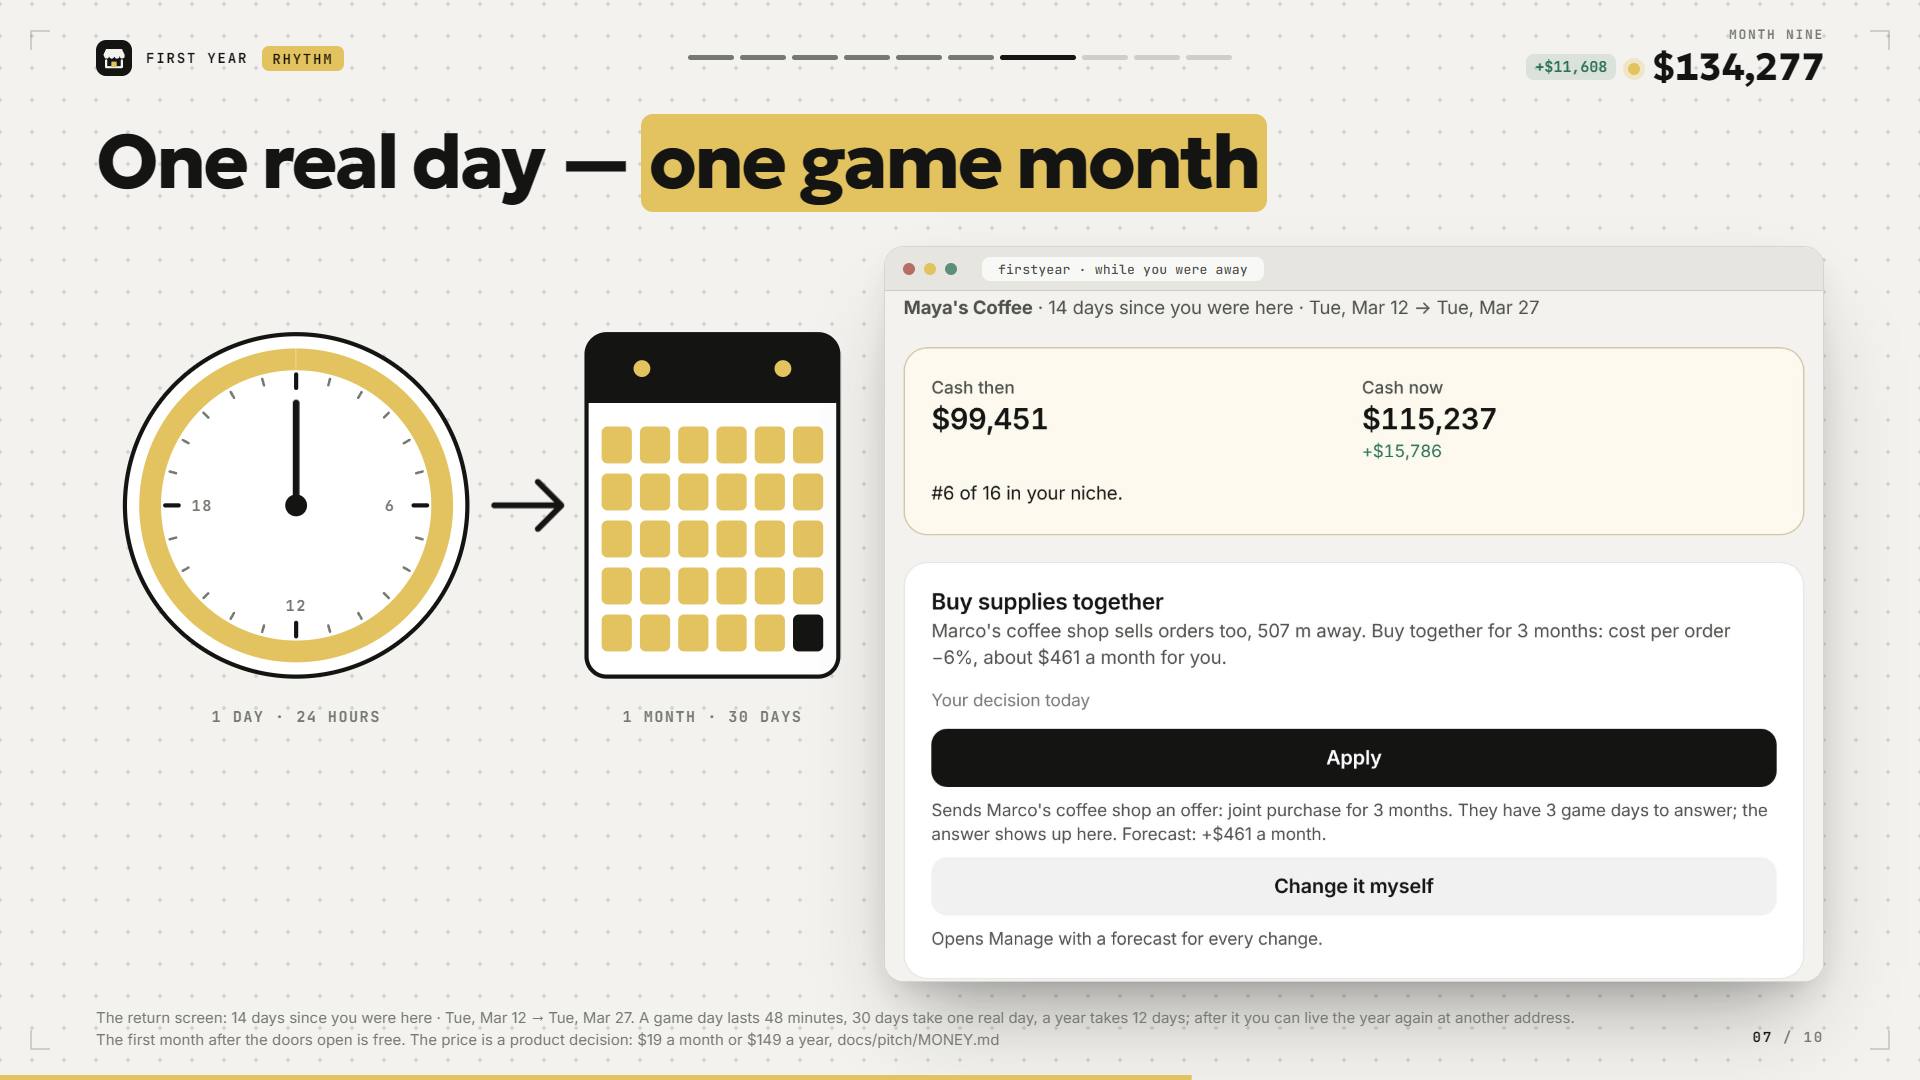 FIRST YEAR RHYTHM
MONTH NINE
+$11,608 $134,277
One real day — one game month
18
6
12
1 DAY · 24 HOURS
1 MONTH · 30 DAYS
firstyear · while you were away
Maya's Coffee · 14 days since you were here · Tue, Mar 12 → Tue, Mar 27
Cash then
$99,451
Cash now
$115,237
+$15,786
#6 of 16 in your niche.
Buy supplies together
Marco's coffee shop sells orders too, 507 m away. Buy together for 3 months: cost per order
−6%, about $461 a month for you.
Your decision today
Apply
Sends Marco's coffee shop an offer: joint purchase for 3 months. They have 3 game days to answer; the
answer shows up here. Forecast: +$461 a month.
Change it myself
Opens Manage with a forecast for every change.
The return screen: 14 days since you were here · Tue, Mar 12 → Tue, Mar 27. A game day lasts 48 minutes, 30 days take one real day, a year takes 12 days; after it you can live the year again at another address.
The first month after the doors open is free. The price is a product decision: $19 a month or $149 a year, docs/pitch/MONEY.md
07 / 10